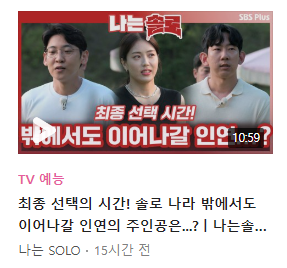 나는솔로
SBS Plus
최종 선택 시간!
밖에서도 이어나갈 인연은...?
10:59
TV 예능
최종 선택의 시간! 솔로 나라 밖에서도
이어나갈 인연의 주인공은...? | 나는솔...
나는 SOLO · 15시간 전